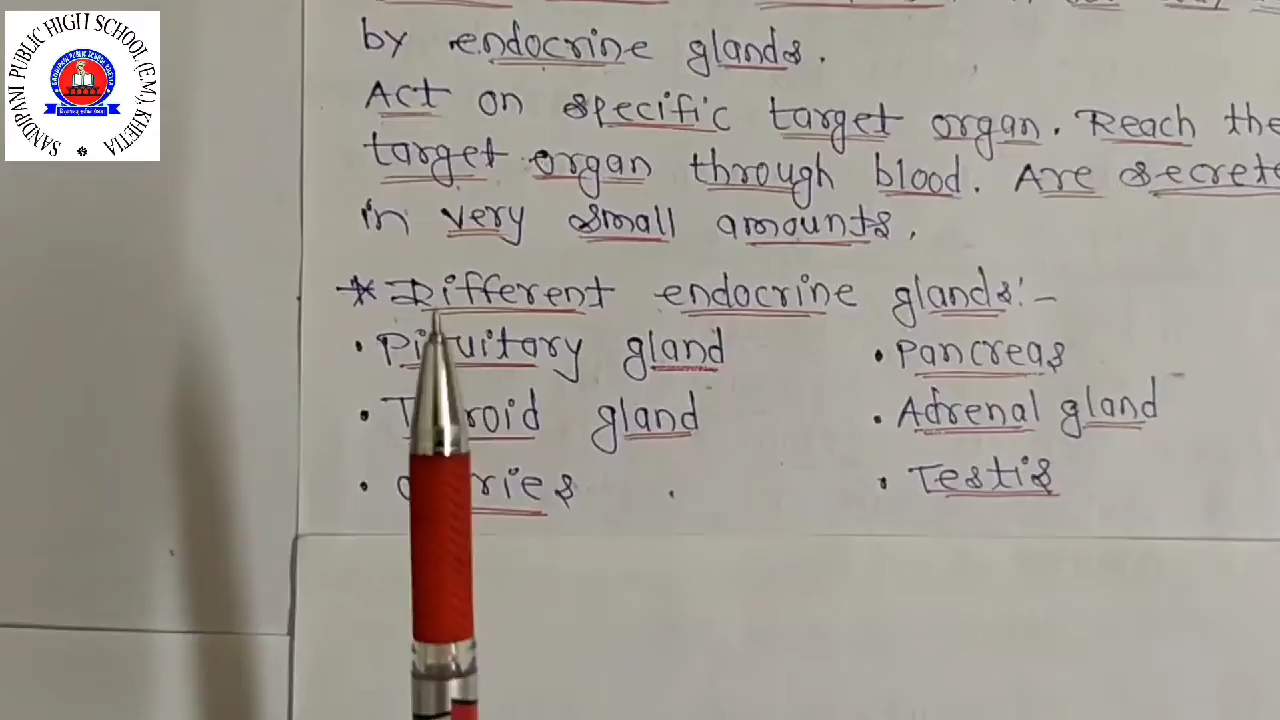 SANDIPANI PUBLIC HIGH SCHOOL (E.M.), KHETIA
by endocrine glands.
Act on specific target organ. Reach the
target organ through blood. Are secrete
in very small amounts.
* Different endocrine glands:-
• Pituitary gland • Pancreas
• gland • Adrenal gland
• • Testis